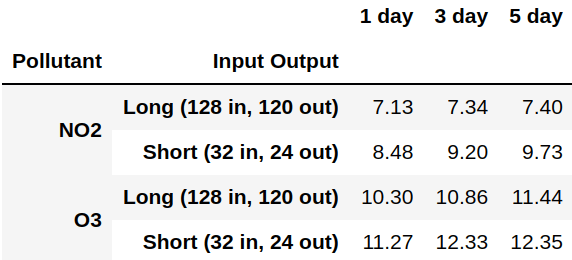 1 day 3 day 5 day
Pollutant Input Output
NO2 Long (128 in, 120 out) 7.13 7.34 7.40
Short (32 in, 24 out) 8.48 9.20 9.73
O3 Long (128 in, 120 out) 10.30 10.86 11.44
Short (32 in, 24 out) 11.27 12.33 12.35